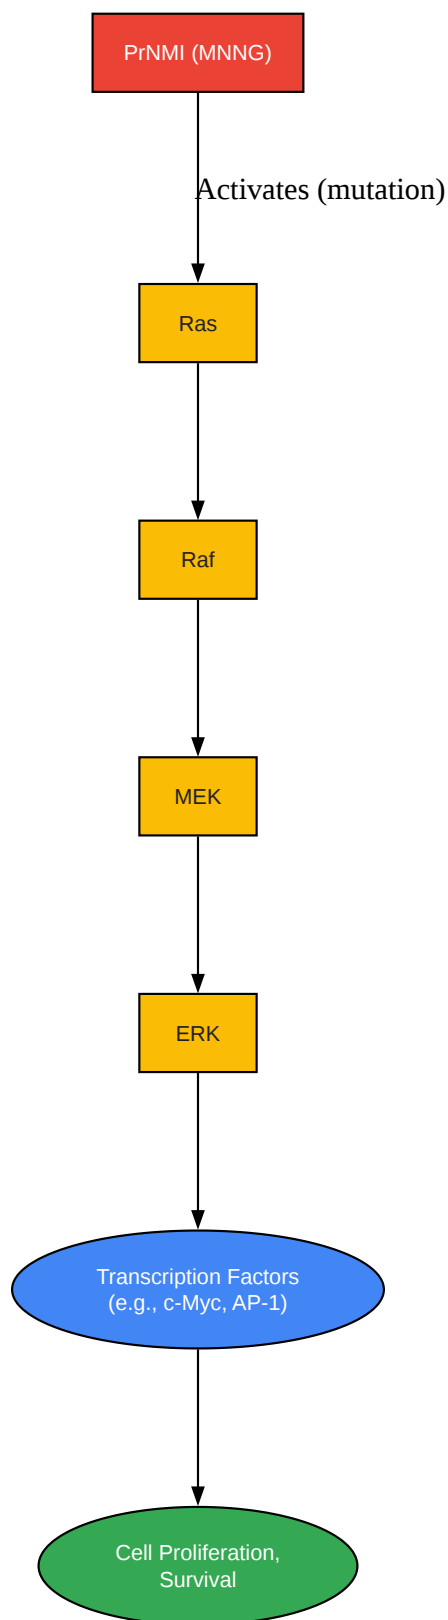 PrNMI (MNNG)
Activates (mutation)
Ras
Raf
MEK
ERK
Transcription Factors
(e.g., c-Myc, AP-1)
Cell Proliferation,
Survival